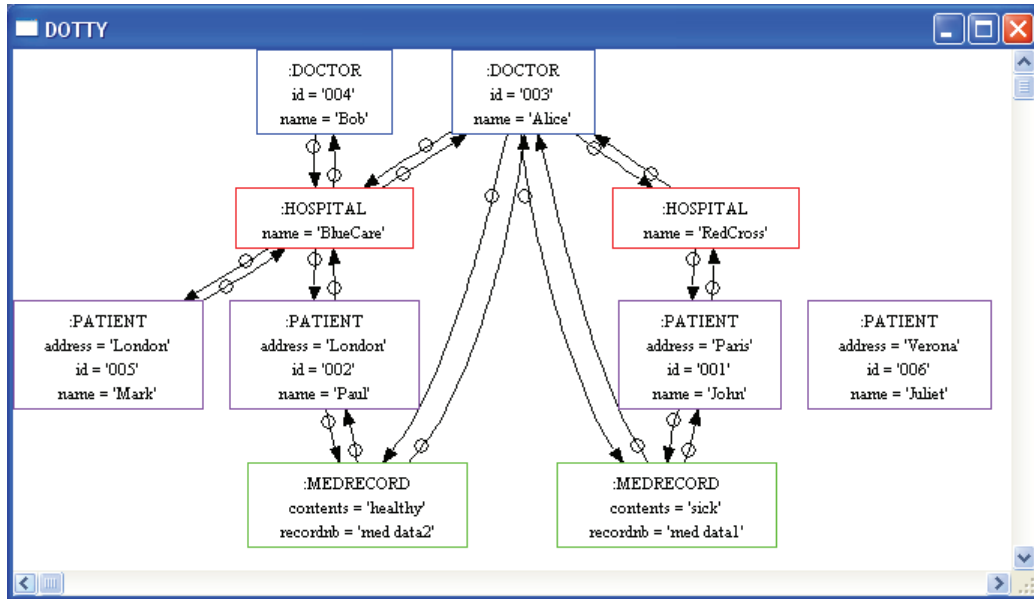 DOTTY
:DOCTOR
id = '004'
name = 'Bob'
:DOCTOR
id = '003'
name = 'Alice'
:HOSPITAL
name = 'BlueCare'
:HOSPITAL
name = 'RedCross'
:PATIENT
address = 'London'
id = '005'
name = 'Mark'
:PATIENT
address = 'London'
id = '002'
name = 'Paul'
:PATIENT
address = 'Paris'
id = '001'
name = 'John'
:PATIENT
address = 'Verona'
id = '006'
name = 'Juliet'
:MEDRECORD
contents = 'healthy'
recordnb = 'med data2'
:MEDRECORD
contents = 'sick'
recordnb = 'med data1'